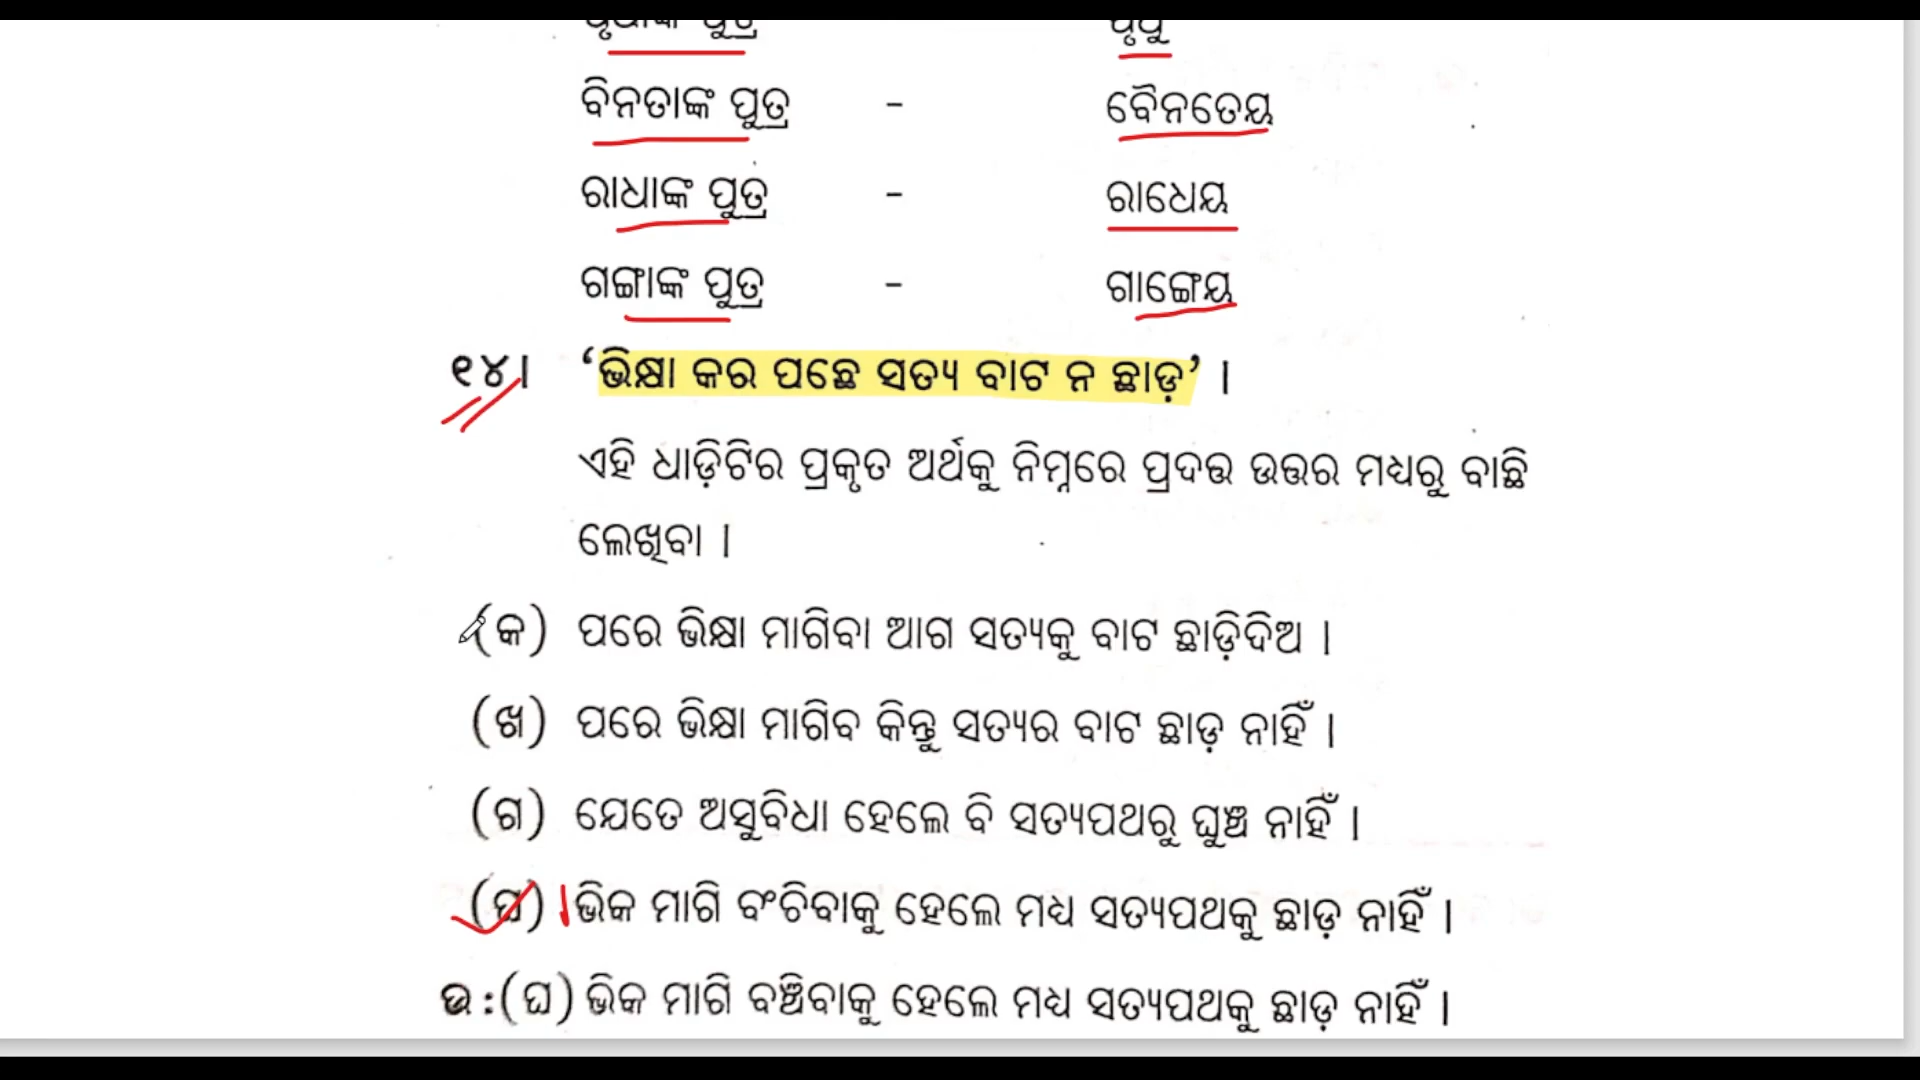 ବିନତାଙ୍କ ପୁତ୍ର - ବୈନତେୟ
ରାଧାଙ୍କ ପୁତ୍ର - ରାଧେୟ
ଗଙ୍ଗାଙ୍କ ପୁତ୍ର - ଗାଙ୍ଗେୟ
୧୪। ‘ଭିକ୍ଷା କର ପଛେ ସତ୍ୟ ବାଟ ନ ଛାଡ଼’ ।
ଏହି ଧାଡ଼ିଟିର ପ୍ରକୃତ ଅର୍ଥକୁ ନିମ୍ନରେ ପ୍ରଦତ୍ତ ଉତ୍ତର ମଧ୍ୟରୁ ବାଛି
ଲେଖିବା ।
(କ) ପରେ ଭିକ୍ଷା ମାଗିବା ଆଗ ସତ୍ୟକୁ ବାଟ ଛାଡ଼ିଦିଅ ।
(ଖ) ପରେ ଭିକ୍ଷା ମାଗିବ କିନ୍ତୁ ସତ୍ୟର ବାଟ ଛାଡ଼ ନାହିଁ ।
(ଗ) ଯେତେ ଅସୁବିଧା ହେଲେ ବି ସତ୍ୟପଥରୁ ଘୁଞ୍ଚ ନାହିଁ ।
(ଘ) ଭିକ ମାଗି ବଂଚିବାକୁ ହେଲେ ମଧ୍ୟ ସତ୍ୟପଥକୁ ଛାଡ଼ ନାହିଁ ।
ଉ : (ଘ) ଭିକ ମାଗି ବଞ୍ଚିବାକୁ ହେଲେ ମଧ୍ୟ ସତ୍ୟପଥକୁ ଛାଡ଼ ନାହିଁ ।